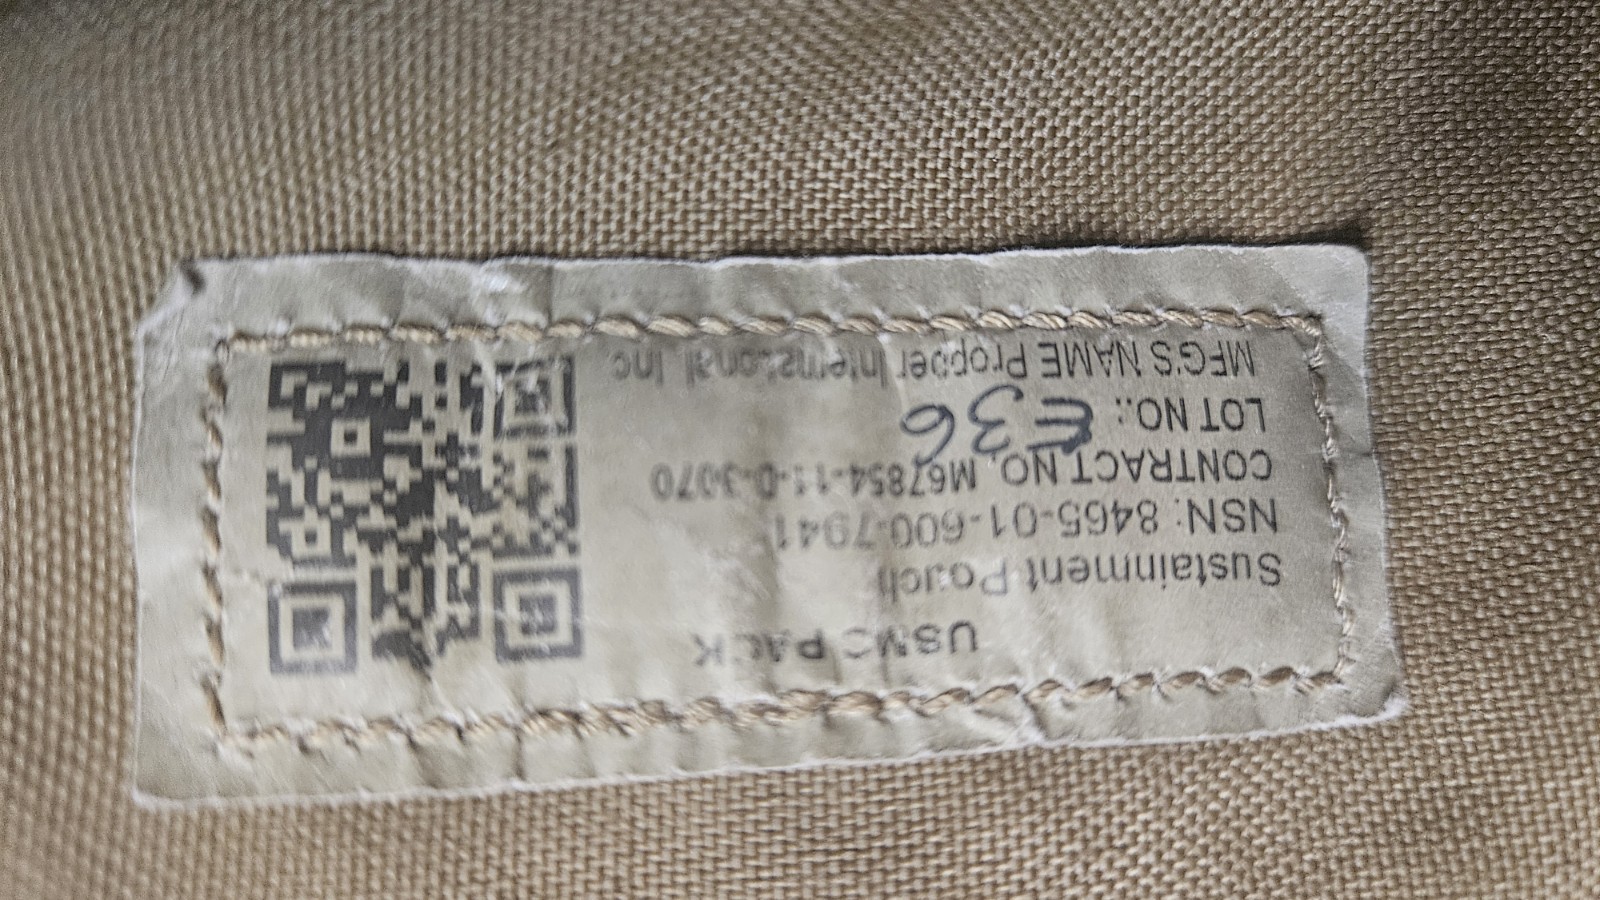 USMC PACK
Sustainment Pouch
NSN: 8465-01-600-7941
CONTRACT NO. M67854-11-D-3070
LOT NO.: E36
MFG'S NAME Propper International, Inc.